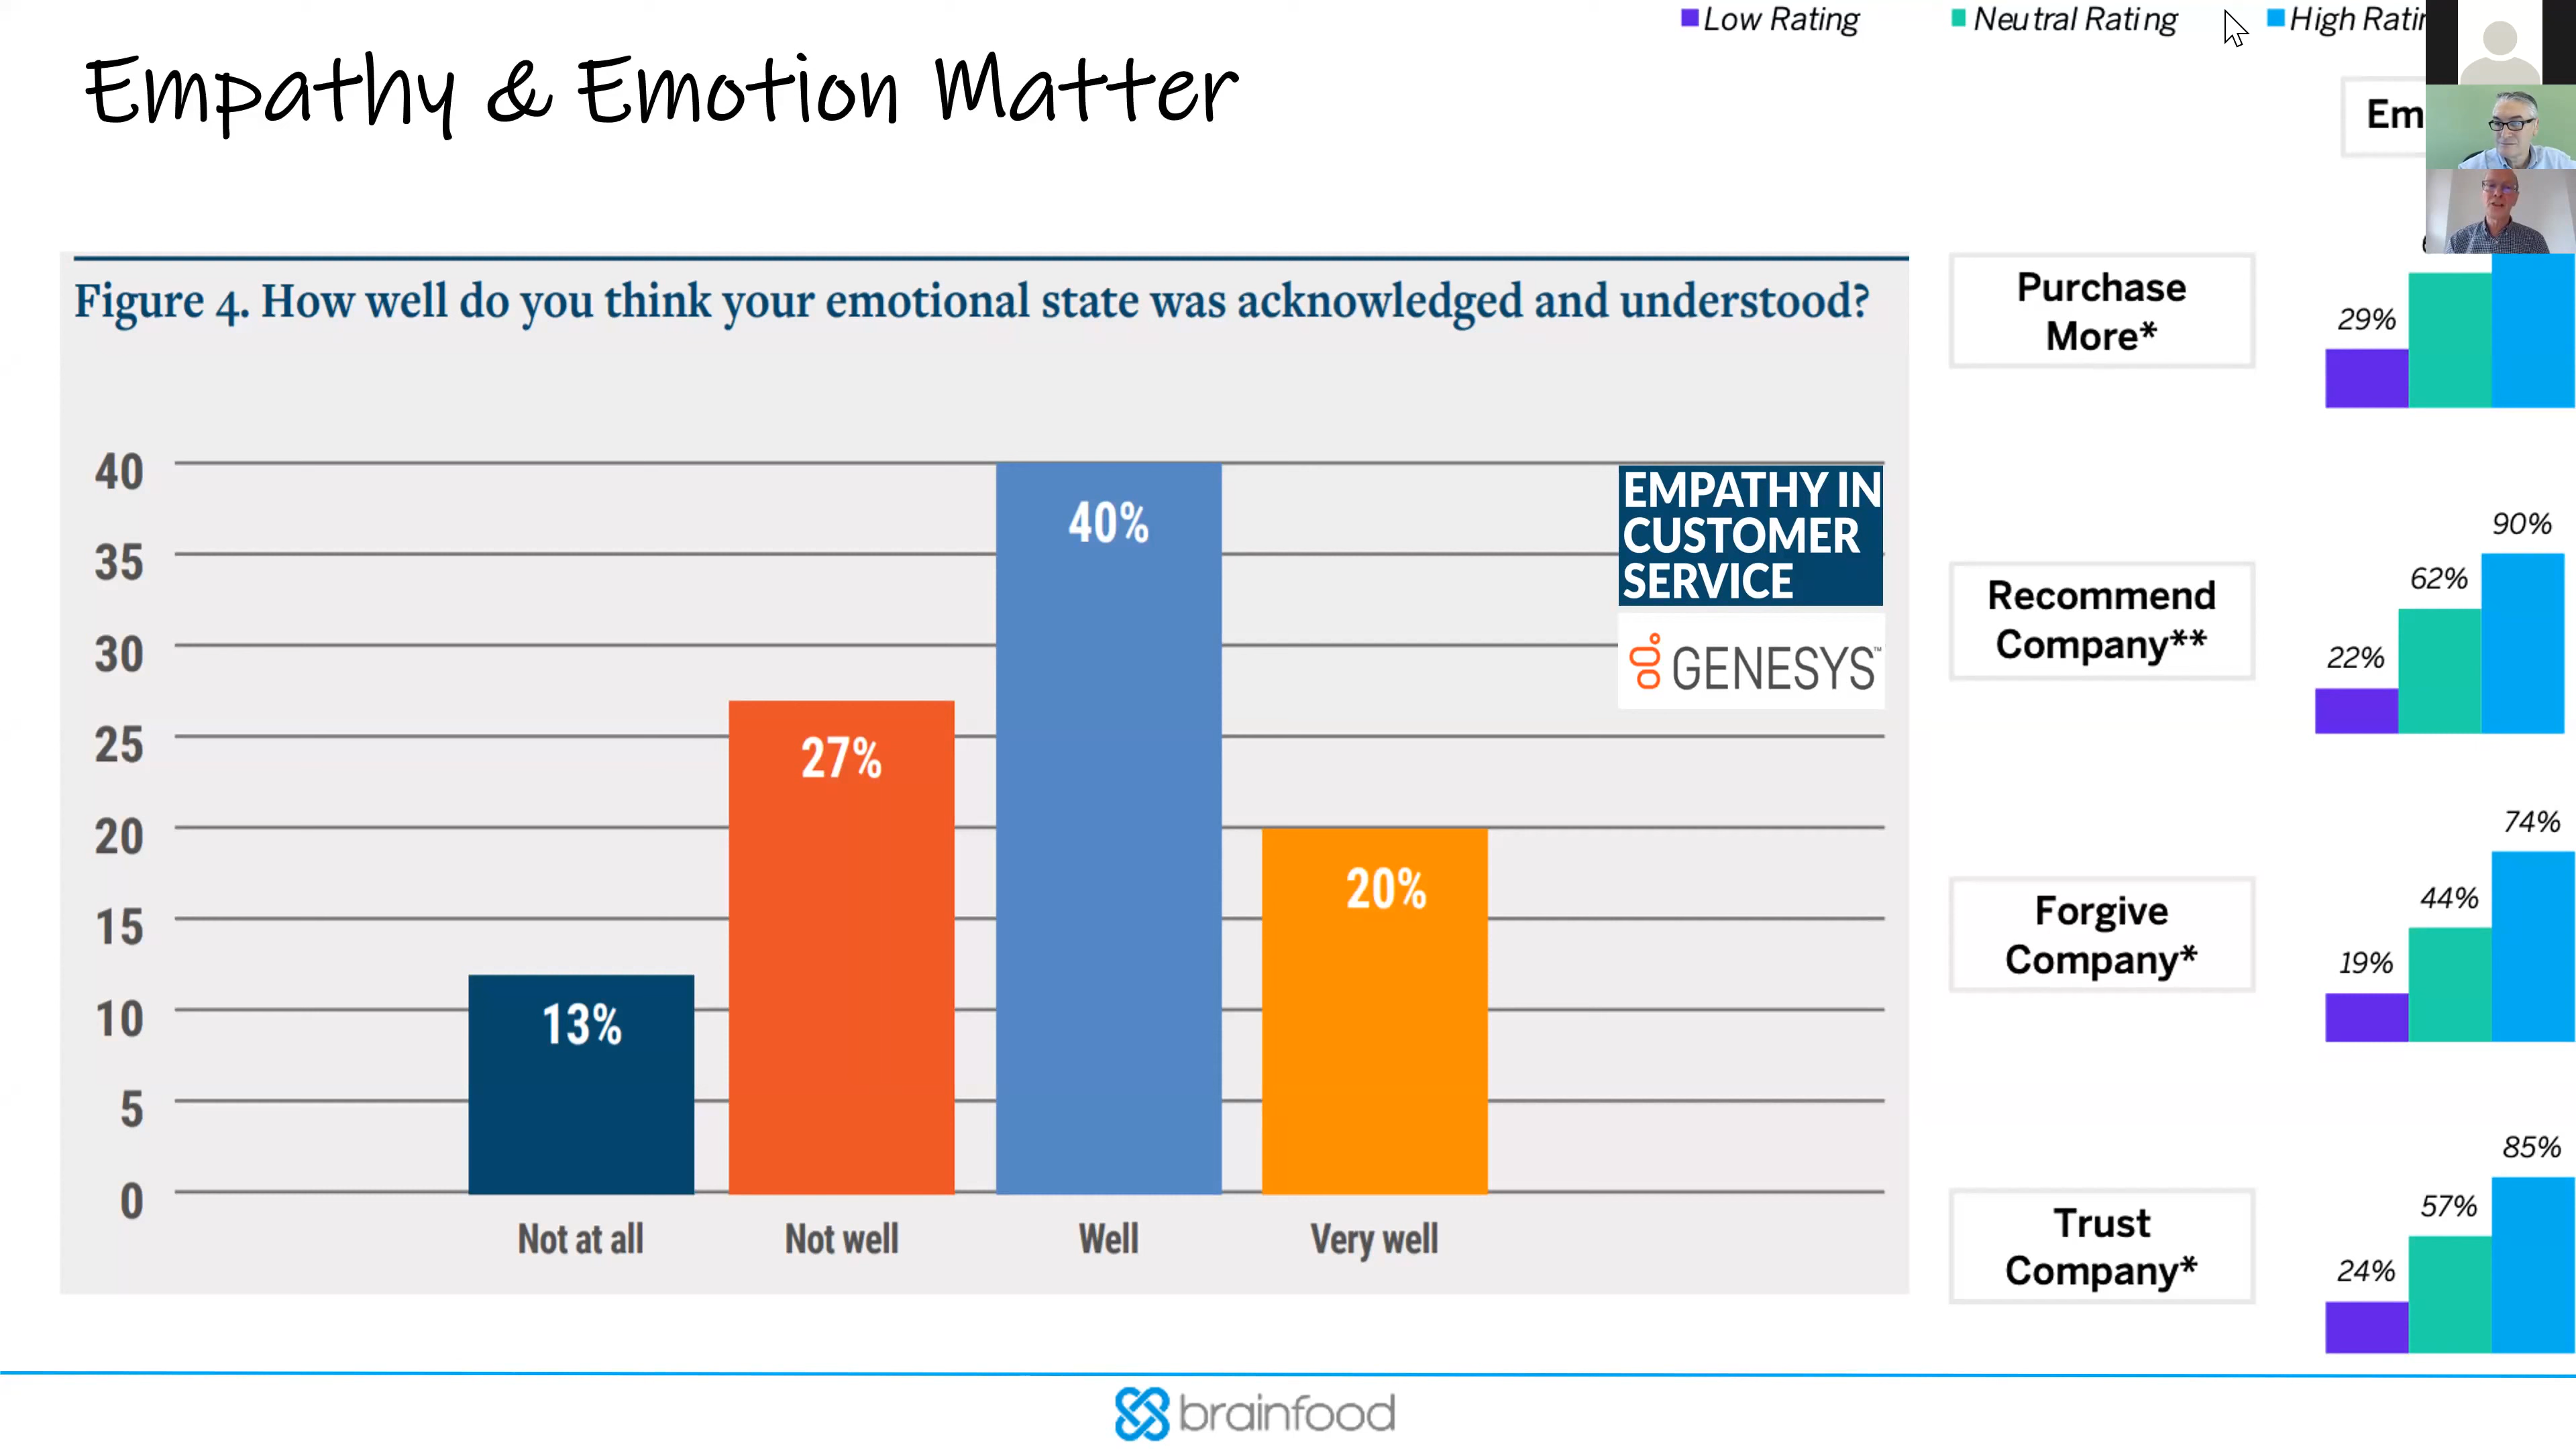 Low Rating
Neutral Rating
High
Empathy & Emotion Matter
Figure 4. How well do you think your emotional state was acknowledged and understood?
40
35
30
25
20
15
10
5
0
13%
27%
40%
20%
Not at all
Not well
Well
Very well
EMPATHY IN
CUSTOMER
SERVICE
GENESYS™
Purchase
More*
29%
Recommend
Company**
22%
62%
90%
Forgive
Company*
19%
44%
74%
Trust
Company*
24%
57%
85%
brainfood